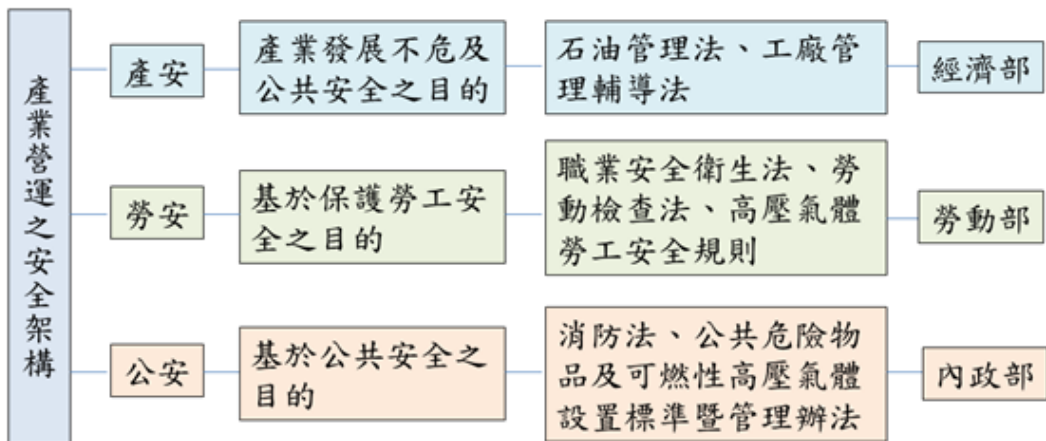 產業營運之安全架構
產安
產業發展不危及
公共安全之目的
石油管理法、工廠管
理輔導法
經濟部
勞安
基於保護勞工安
全之目的
職業安全衛生法、勞
動檢查法、高壓氣體
勞工安全規則
勞動部
公安
基於公共安全之
目的
消防法、公共危險物
品及可燃性高壓氣體
設置標準暨管理辦法
內政部